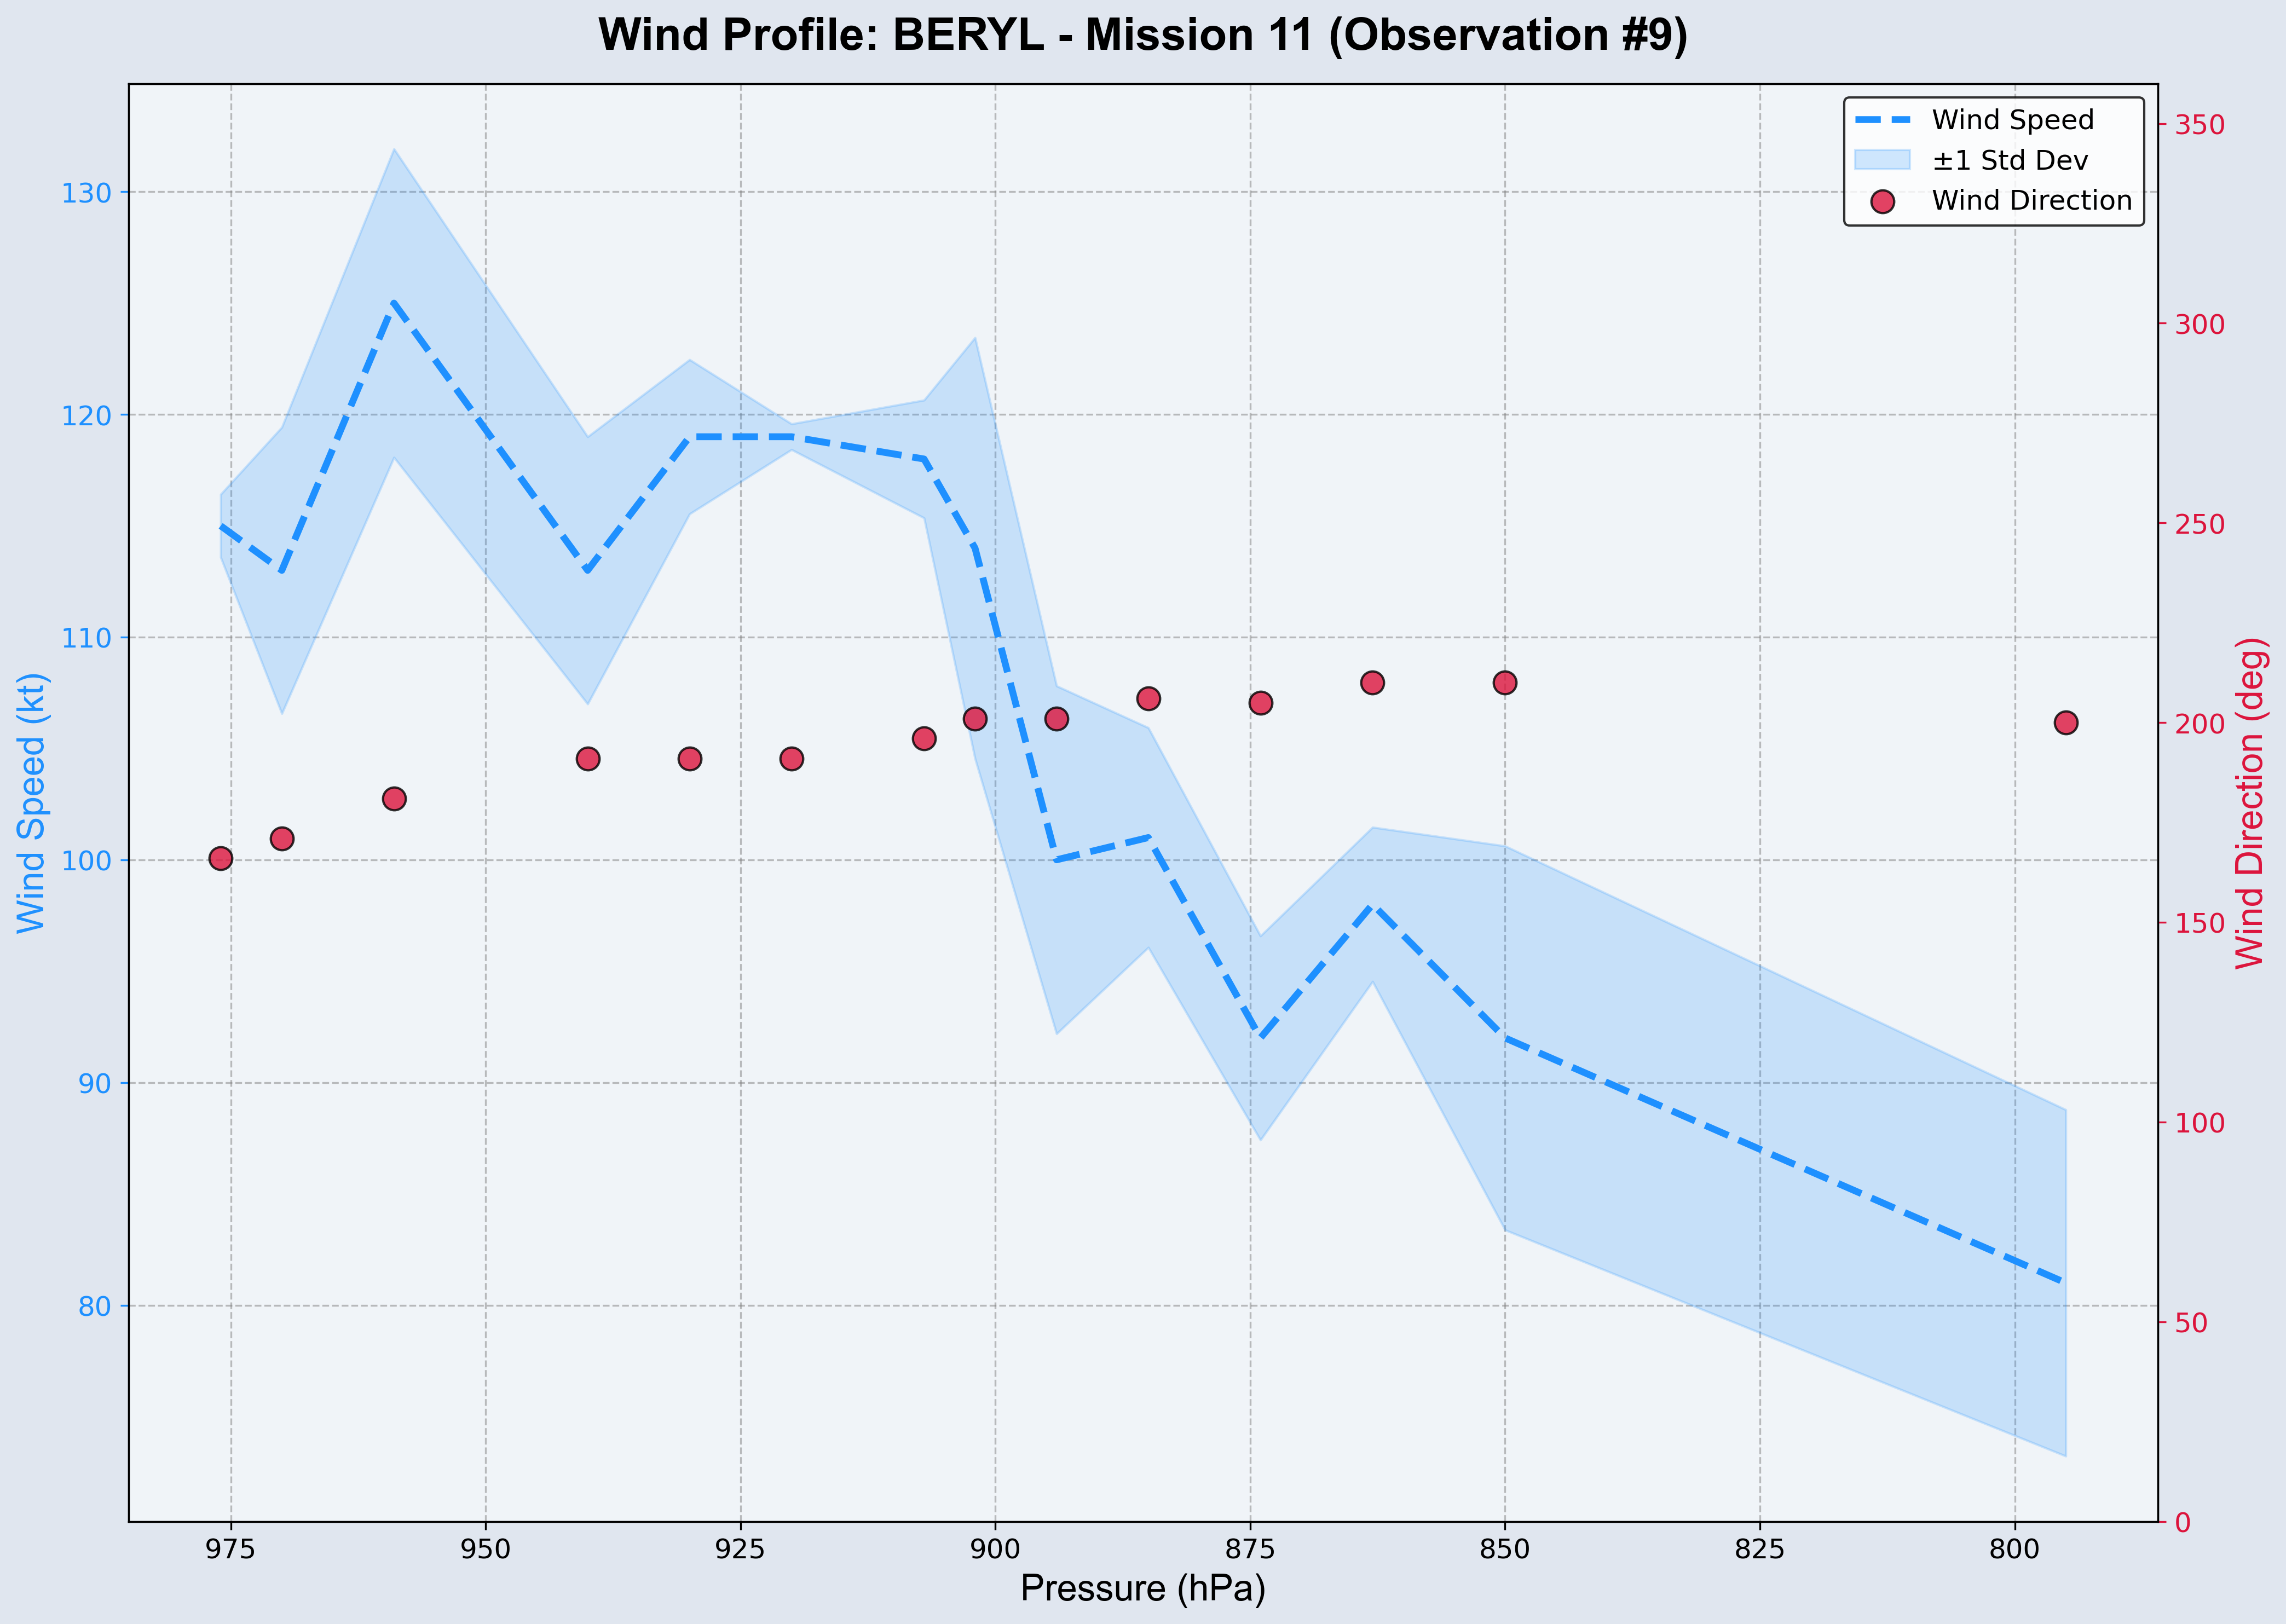 Wind Profile: BERYL - Mission 11 (Observation #9)
Wind Speed
±1 Std Dev
Wind Direction
Wind Speed (kt)
130
120
110
100
90
80
350
300
250
200
150
100
50
0
Wind Direction (deg)
975 950 925 900 875 850 825 800
Pressure (hPa)